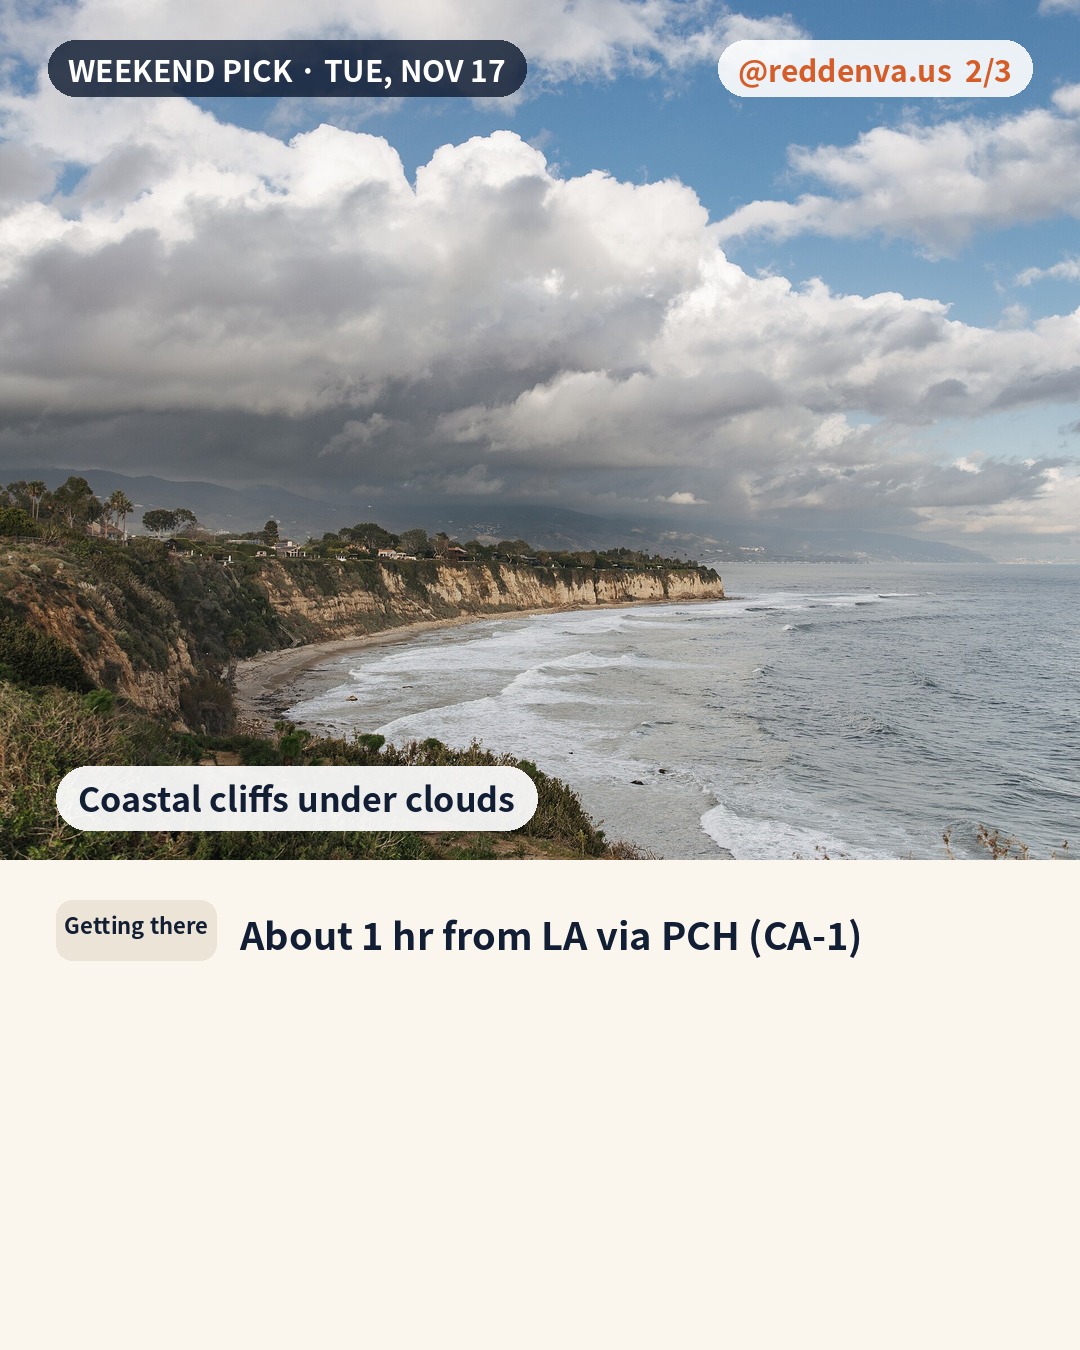 WEEKEND PICK · TUE, NOV 17
@reddenva.us 2/3
Coastal cliffs under clouds
Getting there
About 1 hr from LA via PCH (CA-1)